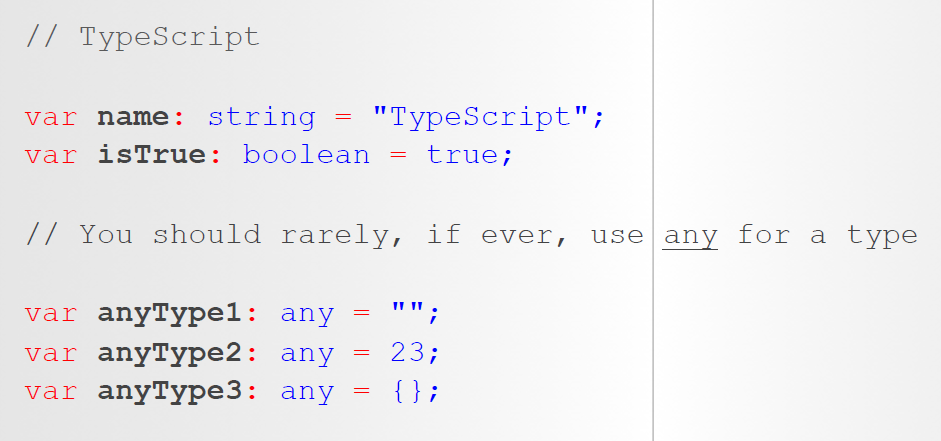 // TypeScript
var name: string = "TypeScript";
var isTrue: boolean = true;
// You should rarely, if ever, use any for a type
var anyType1: any = "";
var anyType2: any = 23;
var anyType3: any = {};